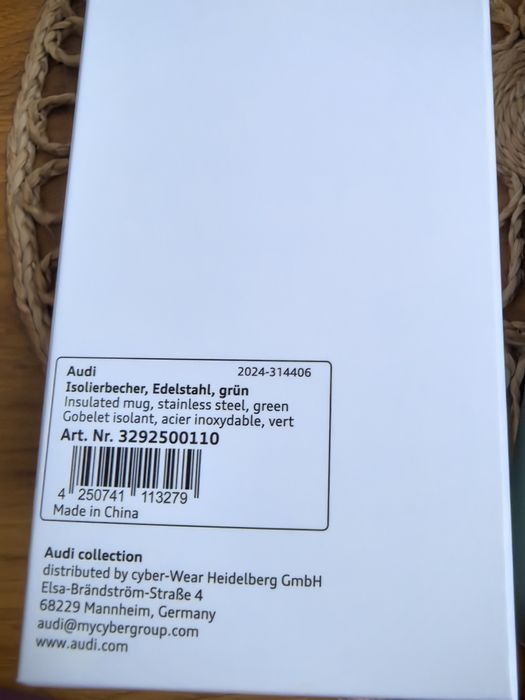 Audi 2024-314406
Isolierbecher, Edelstahl, grün
Insulated mug, stainless steel, green
Gobelet isolant, acier inoxydable, vert
Art. Nr. 3292500110
4 250741 113279
Made in China
Audi collection
distributed by cyber-Wear Heidelberg GmbH
Elsa-Brändström-Straße 4
68229 Mannheim, Germany
audi@mycybergroup.com
www.audi.com